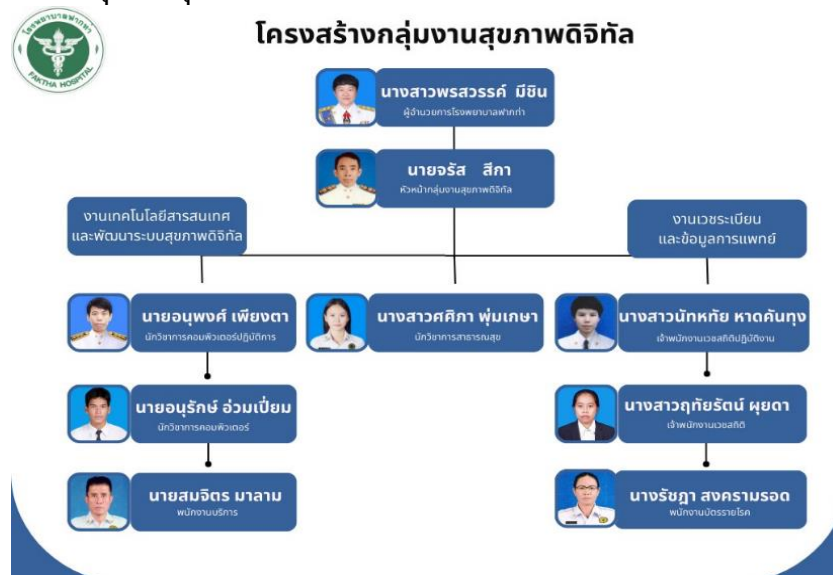 โรงพยาบาลฟากท่า
FAKTHA HOSPITAL
โครงสร้างกลุ่มงานสุขภาพดิจิทัล
นางสาวพรสวรรค์ มีชิน
ผู้อำนวยการโรงพยาบาลฟากท่า
นายจรัส สีกา
หัวหน้ากลุ่มงานสุขภาพดิจิทัล
งานเทคโนโลยีสารสนเทศ
และพัฒนาระบบสุขภาพดิจิทัล
งานเวชระเบียน
และข้อมูลการแพทย์
นายอนุพงศ์ เพียงตา
นักวิชาการคอมพิวเตอร์ปฏิบัติการ
นางสาวศศิภา พุ่มเกษา
นักวิชาการสาธารณสุข
นางสาวนัทหทัย หาดคันทุง
เจ้าพนักงานเวชสถิติปฏิบัติงาน
นายอนุรักษ์ อ่วมเปี่ยม
นักวิชาการคอมพิวเตอร์
นางสาวฤทัยรัตน์ ผุยดา
เจ้าพนักงานเวชสถิติ
นายสมจิตร มาลาม
พนักงานบริการ
นางรัชฎา สงครามรอด
พนักงานบัตรรายโรค